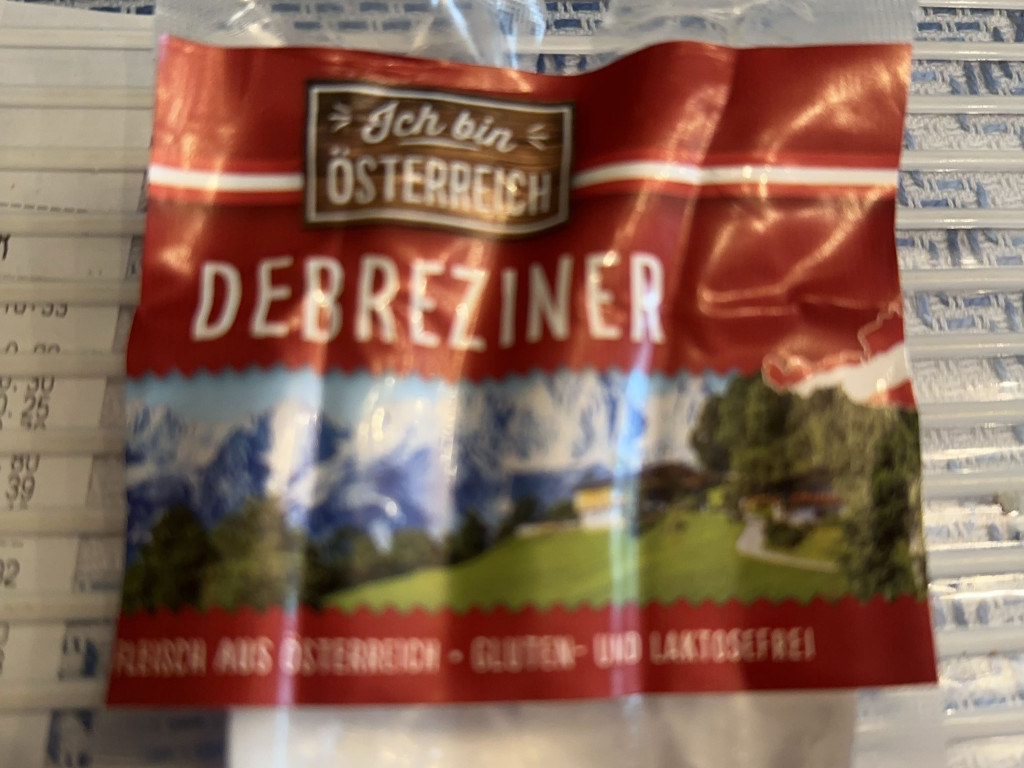 Ich bin
ÖSTERREICH
DEBREZINER
FLEISCH AUS ÖSTERREICH - GLUTEN- UND LAKTOSEFREI